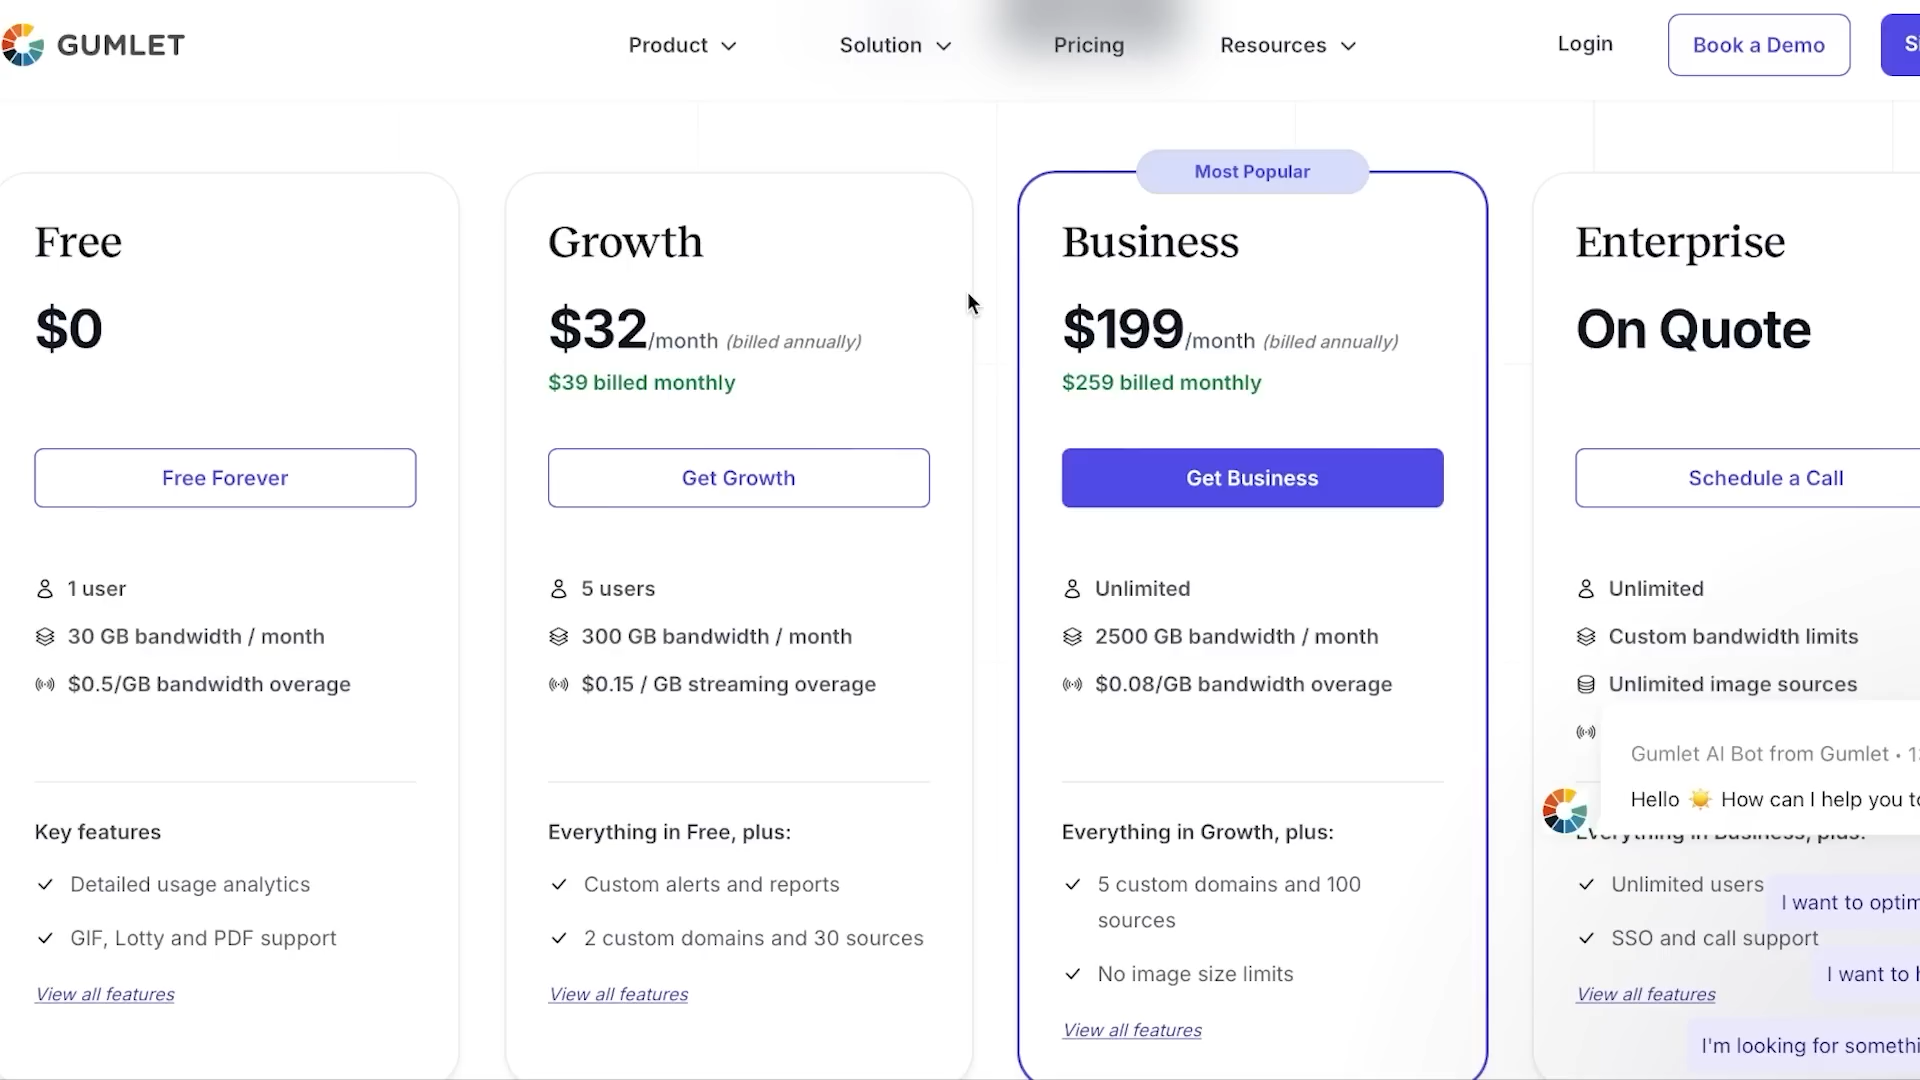 GUMLET
Product
Solution
Pricing
Resources
Login
Book a Demo
Free
$0
Free Forever
1 user
30 GB bandwidth / month
$0.5/GB bandwidth overage
Key features
Detailed usage analytics
GIF, Lotty and PDF support
View all features
Growth
$32/month (billed annually)
$39 billed monthly
Get Growth
5 users
300 GB bandwidth / month
$0.15 / GB streaming overage
Everything in Free, plus:
Custom alerts and reports
2 custom domains and 30 sources
View all features
Most Popular
Business
$199/month (billed annually)
$259 billed monthly
Get Business
Unlimited
2500 GB bandwidth / month
$0.08/GB bandwidth overage
Everything in Growth, plus:
5 custom domains and 100
sources
No image size limits
View all features
Enterprise
On Quote
Schedule a Call
Unlimited
Custom bandwidth limits
Unlimited image sources
Gumlet AI Bot from Gumlet •
Hello ☀️ How can I help you
Everything in Business, plus:
Unlimited users
I want to
SSO and call support
I want to
View all features
I'm looking for